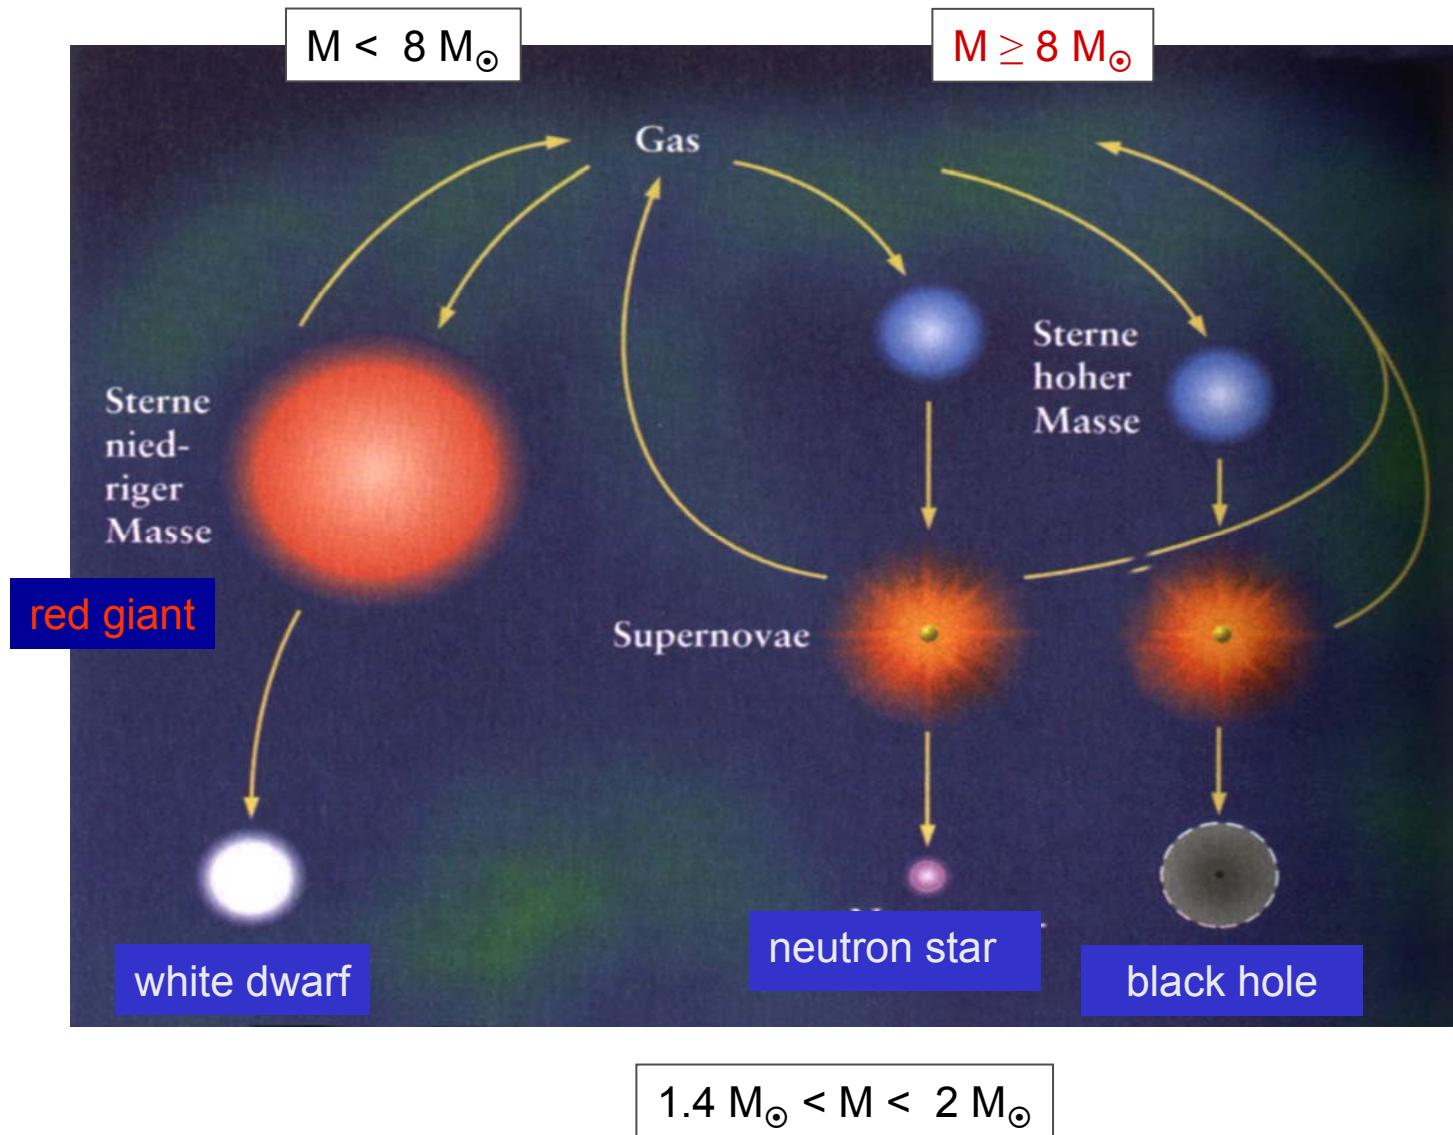 M < 8 M☉
M ≥ 8 M☉
Gas
Sterne
hoher
Masse
Sterne
nied-
riger
Masse
red giant
Supernovae
neutron star
white dwarf
black hole
1.4 M☉ < M < 2 M☉